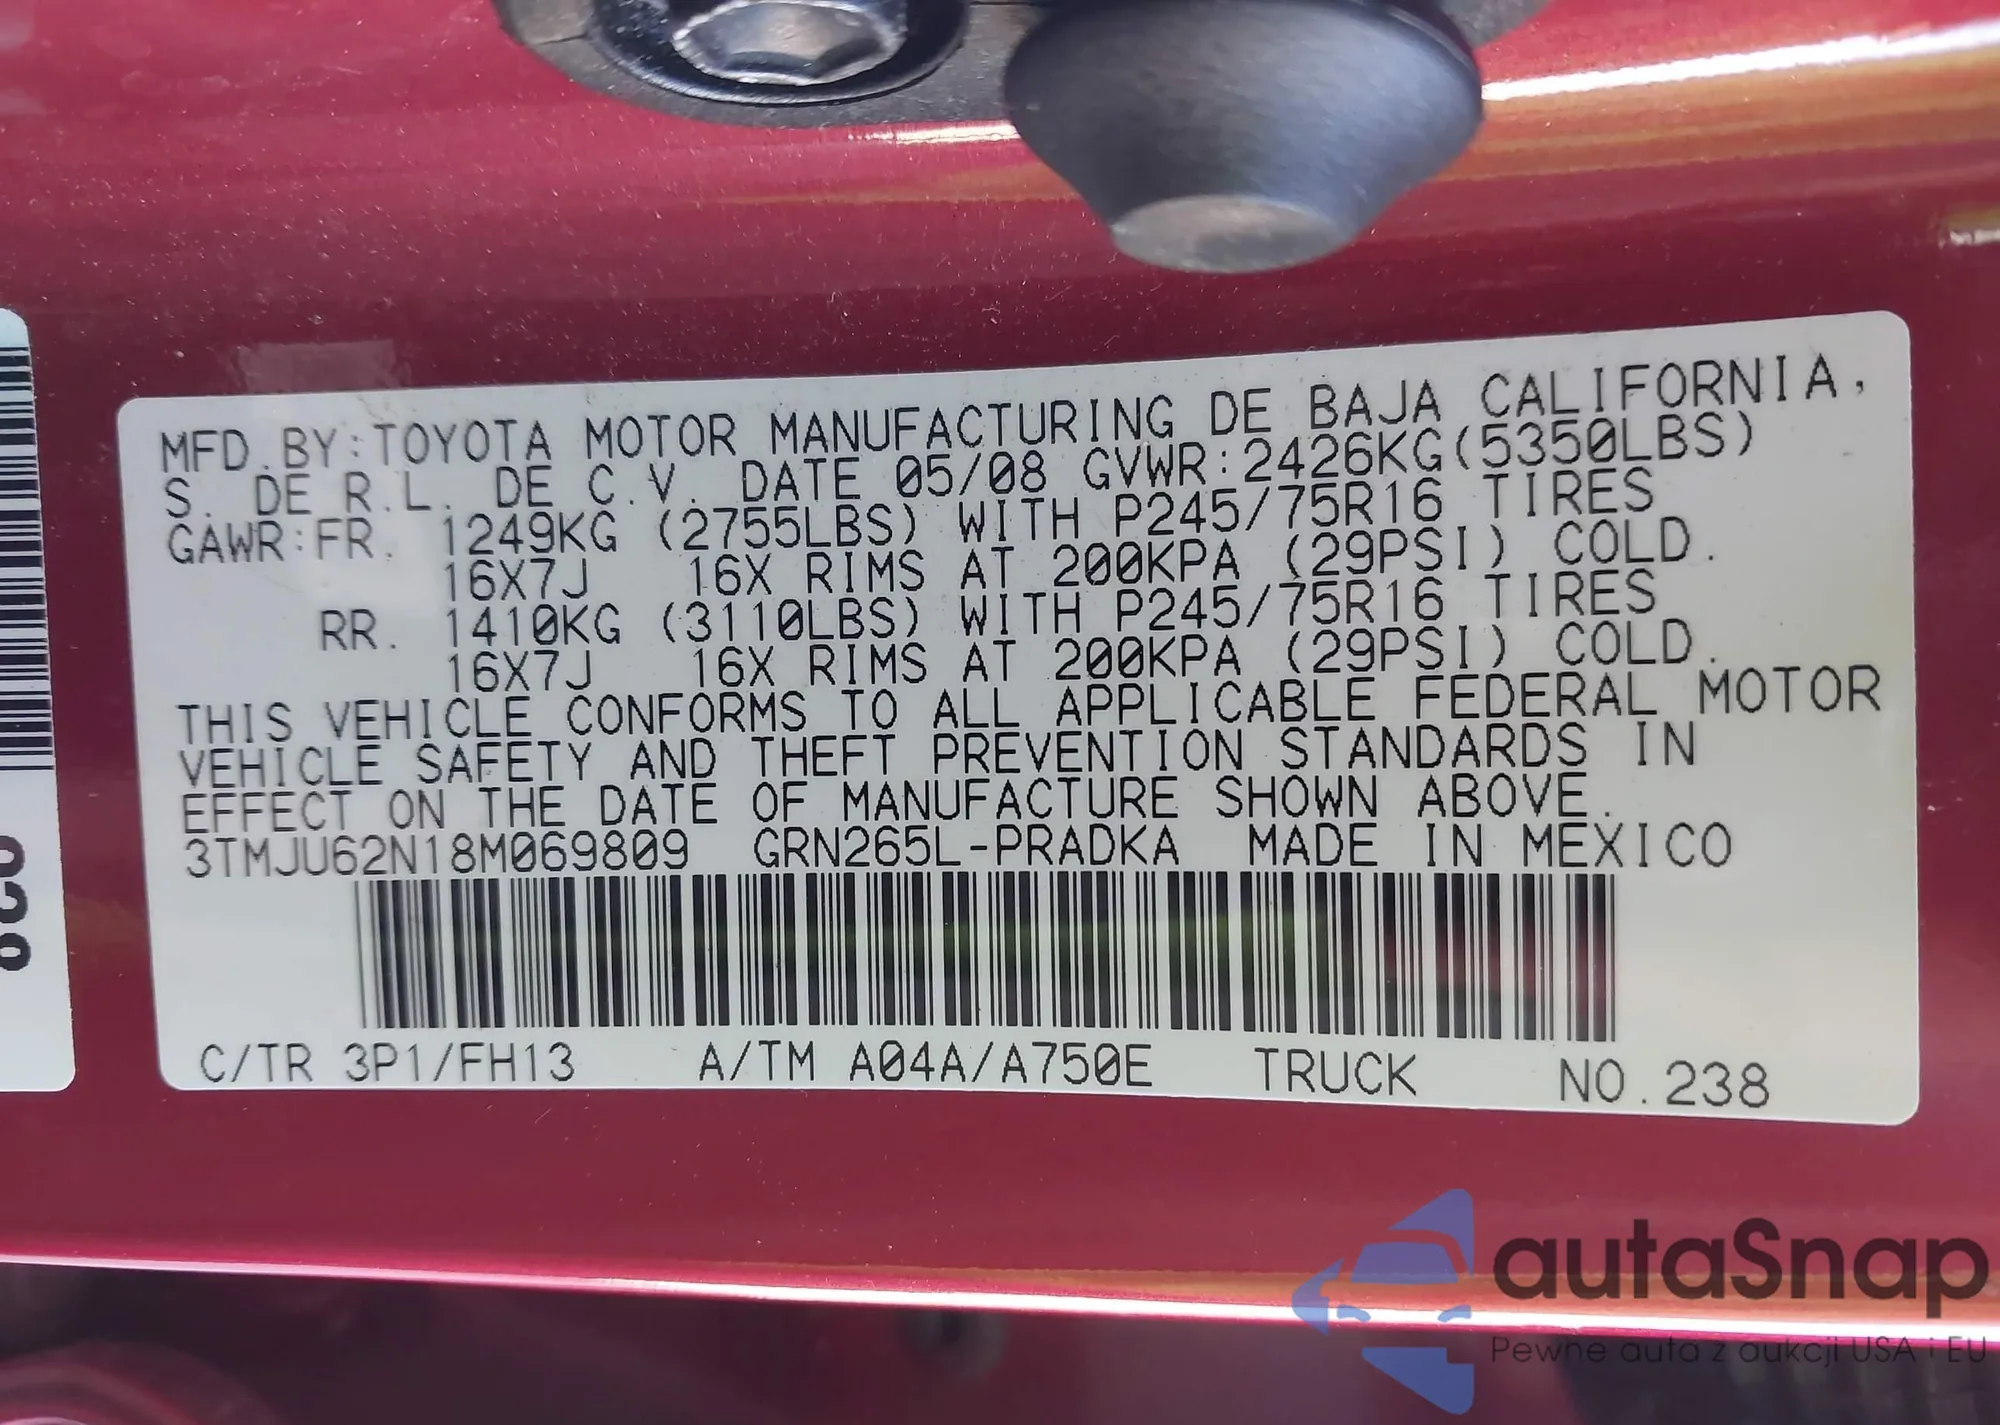 MFD.BY:TOYOTA MOTOR MANUFACTURING DE BAJA CALIFORNIA,
S. DE R.L. DE C.V. DATE 05/08 GVWR:2426KG(5350LBS)
GAWR:FR. 1249KG (2755LBS) WITH P245/75R16 TIRES
16X7J 16X RIMS AT 200KPA (29PSI) COLD.
RR. 1410KG (3110LBS) WITH P245/75R16 TIRES
16X7J 16X RIMS AT 200KPA (29PSI) COLD.
THIS VEHICLE CONFORMS TO ALL APPLICABLE FEDERAL MOTOR
VEHICLE SAFETY AND THEFT PREVENTION STANDARDS IN
EFFECT ON THE DATE OF MANUFACTURE SHOWN ABOVE.
3TMJU62N18M069809 GRN265L-PRADKA MADE IN MEXICO
C/TR 3P1/FH13 A/TM A04A/A750E TRUCK NO.238
autaSnap
Pewne auta z aukcji USA i EU